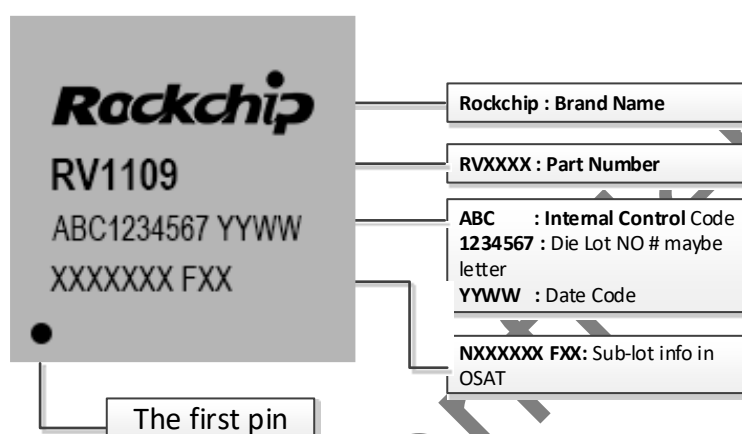 Rockchip
RV1109
ABC1234567 YYWW
XXXXXXX FXX
The first pin
Rockchip : Brand Name
RVXXXX : Part Number
ABC : Internal Control Code
1234567 : Die Lot NO # maybe
letter
YYWW : Date Code
NXXXXXX FXX: Sub-lot info in
OSAT